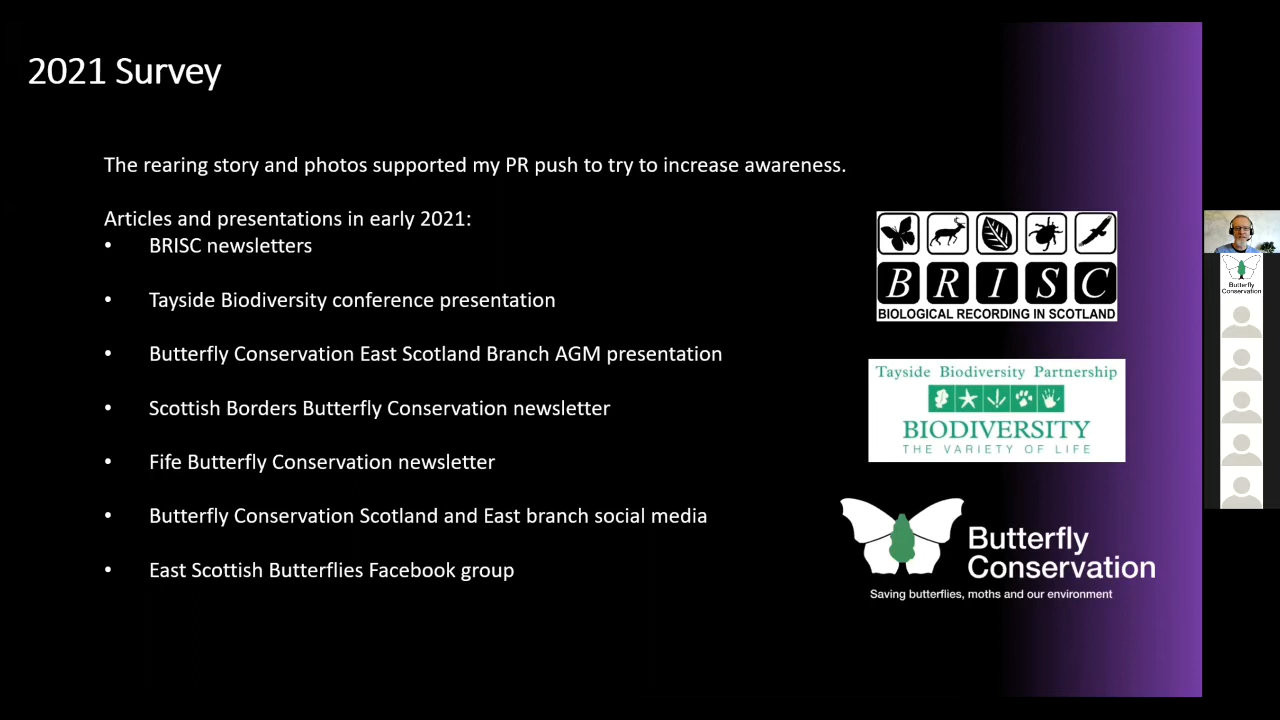 2021 Survey
The rearing story and photos supported my PR push to try to increase awareness.
Articles and presentations in early 2021:
• BRISC newsletters
• Tayside Biodiversity conference presentation
• Butterfly Conservation East Scotland Branch AGM presentation
• Scottish Borders Butterfly Conservation newsletter
• Fife Butterfly Conservation newsletter
• Butterfly Conservation Scotland and East branch social media
• East Scottish Butterflies Facebook group
BRISC
BIOLOGICAL RECORDING IN SCOTLAND
Tayside Biodiversity Partnership
BIODIVERSITY
THE VARIETY OF LIFE
Butterfly
Conservation
Saving butterflies, moths and our environment
Butterfly
Conservation